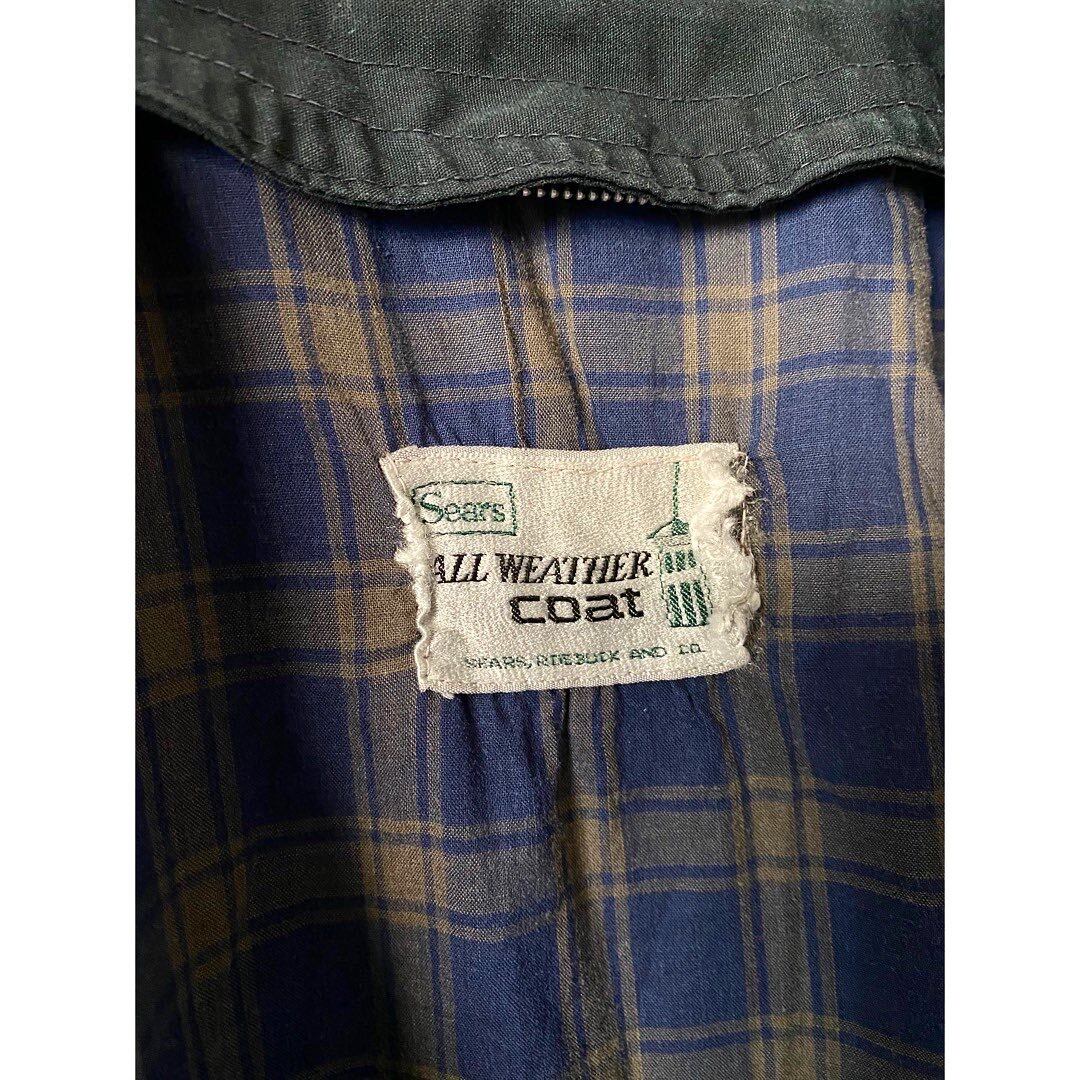 Sears
ALL WEATHER
coat
SEARS, ROEBUCK AND CO.